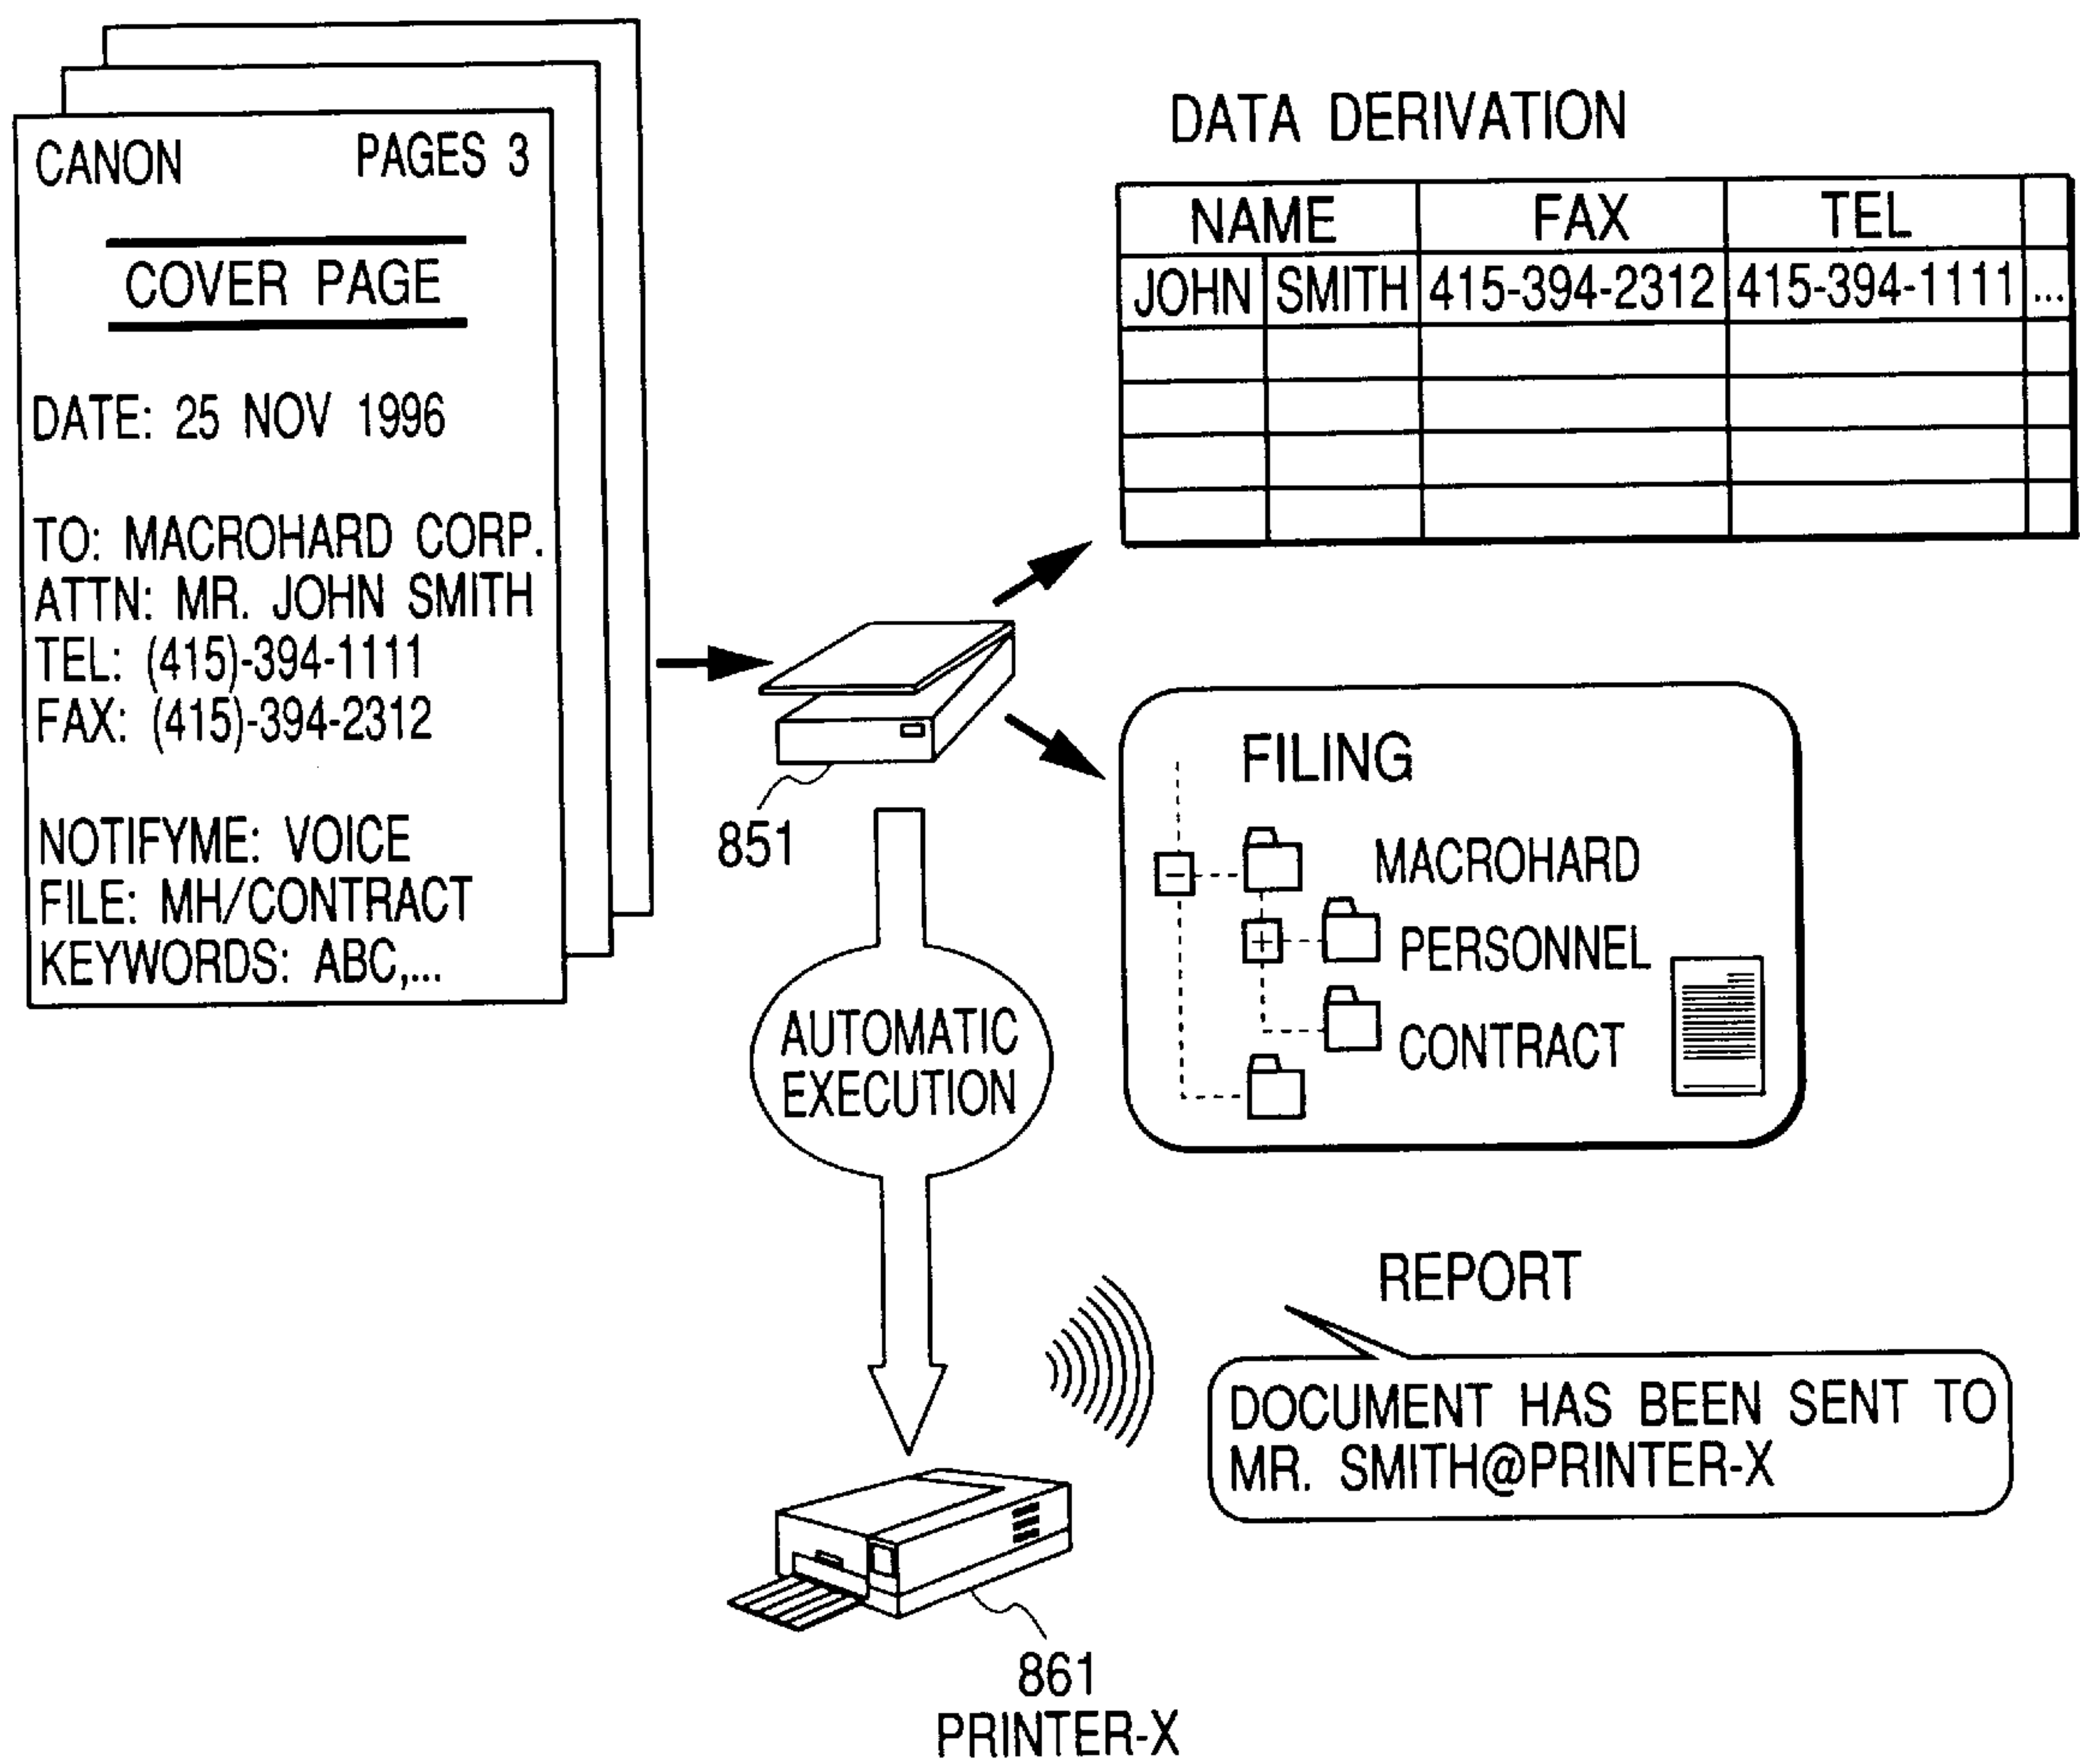 CANON PAGES 3
COVER PAGE
DATE: 25 NOV 1996
TO: MACROHARD CORP.
ATTN: MR. JOHN SMITH
TEL: (415)-394-1111
FAX: (415)-394-2312
NOTIFYME: VOICE
FILE: MH/CONTRACT
KEYWORDS: ABC,...
851
DATA DERIVATION
NAME FAX TEL
JOHN SMITH 415-394-2312 415-394-1111 ...
FILING
MACROHARD
PERSONNEL
CONTRACT
AUTOMATIC
EXECUTION
REPORT
DOCUMENT HAS BEEN SENT TO
MR. SMITH@PRINTER-X
861
PRINTER-X